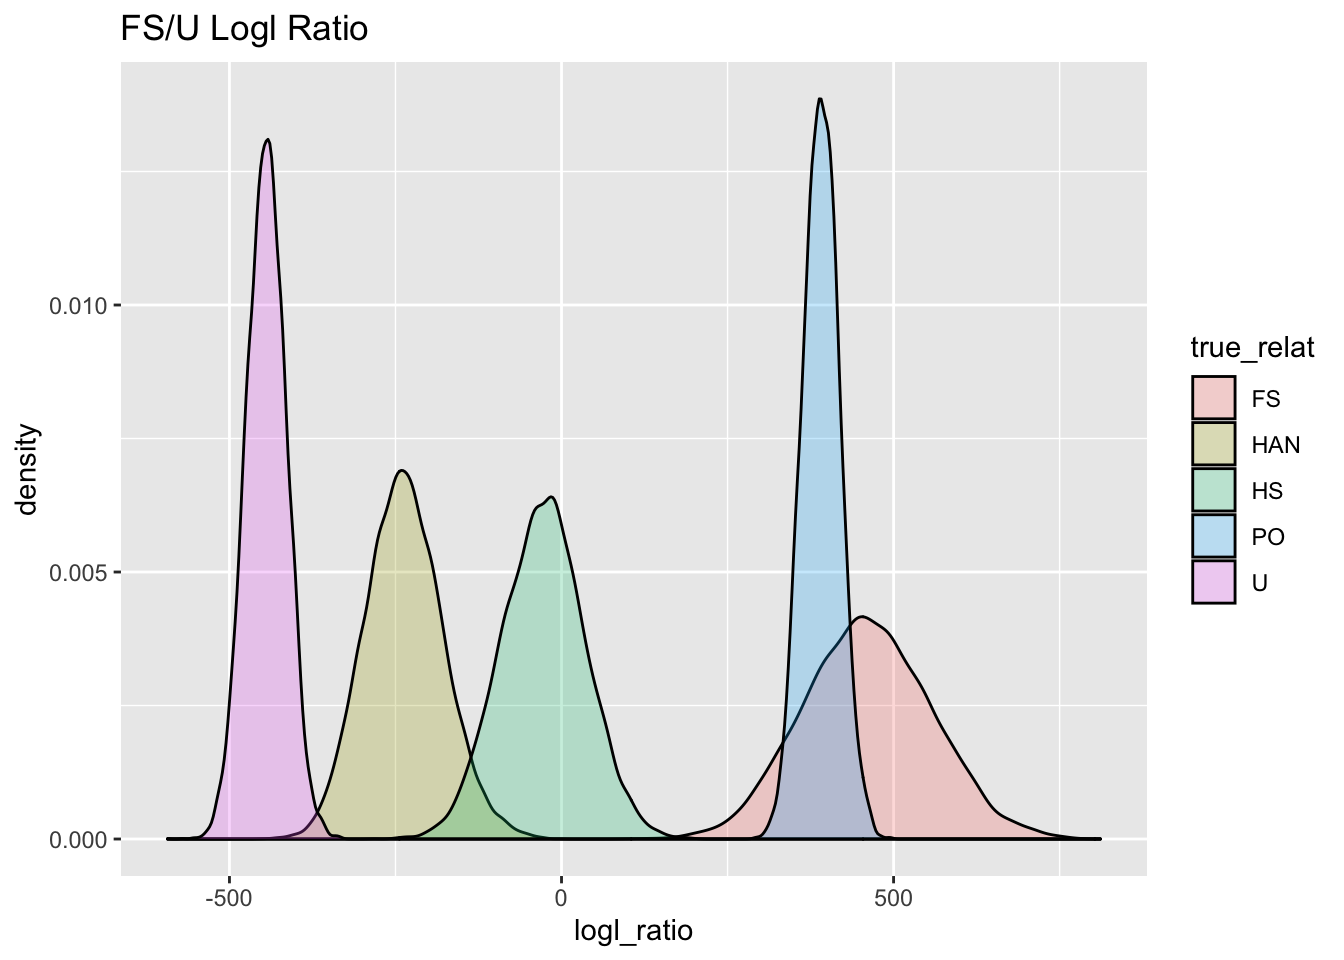 FS/U Logl Ratio
density
0.010
0.005
0.000
-500
0
500
logl_ratio
true_relat
FS
HAN
HS
PO
U